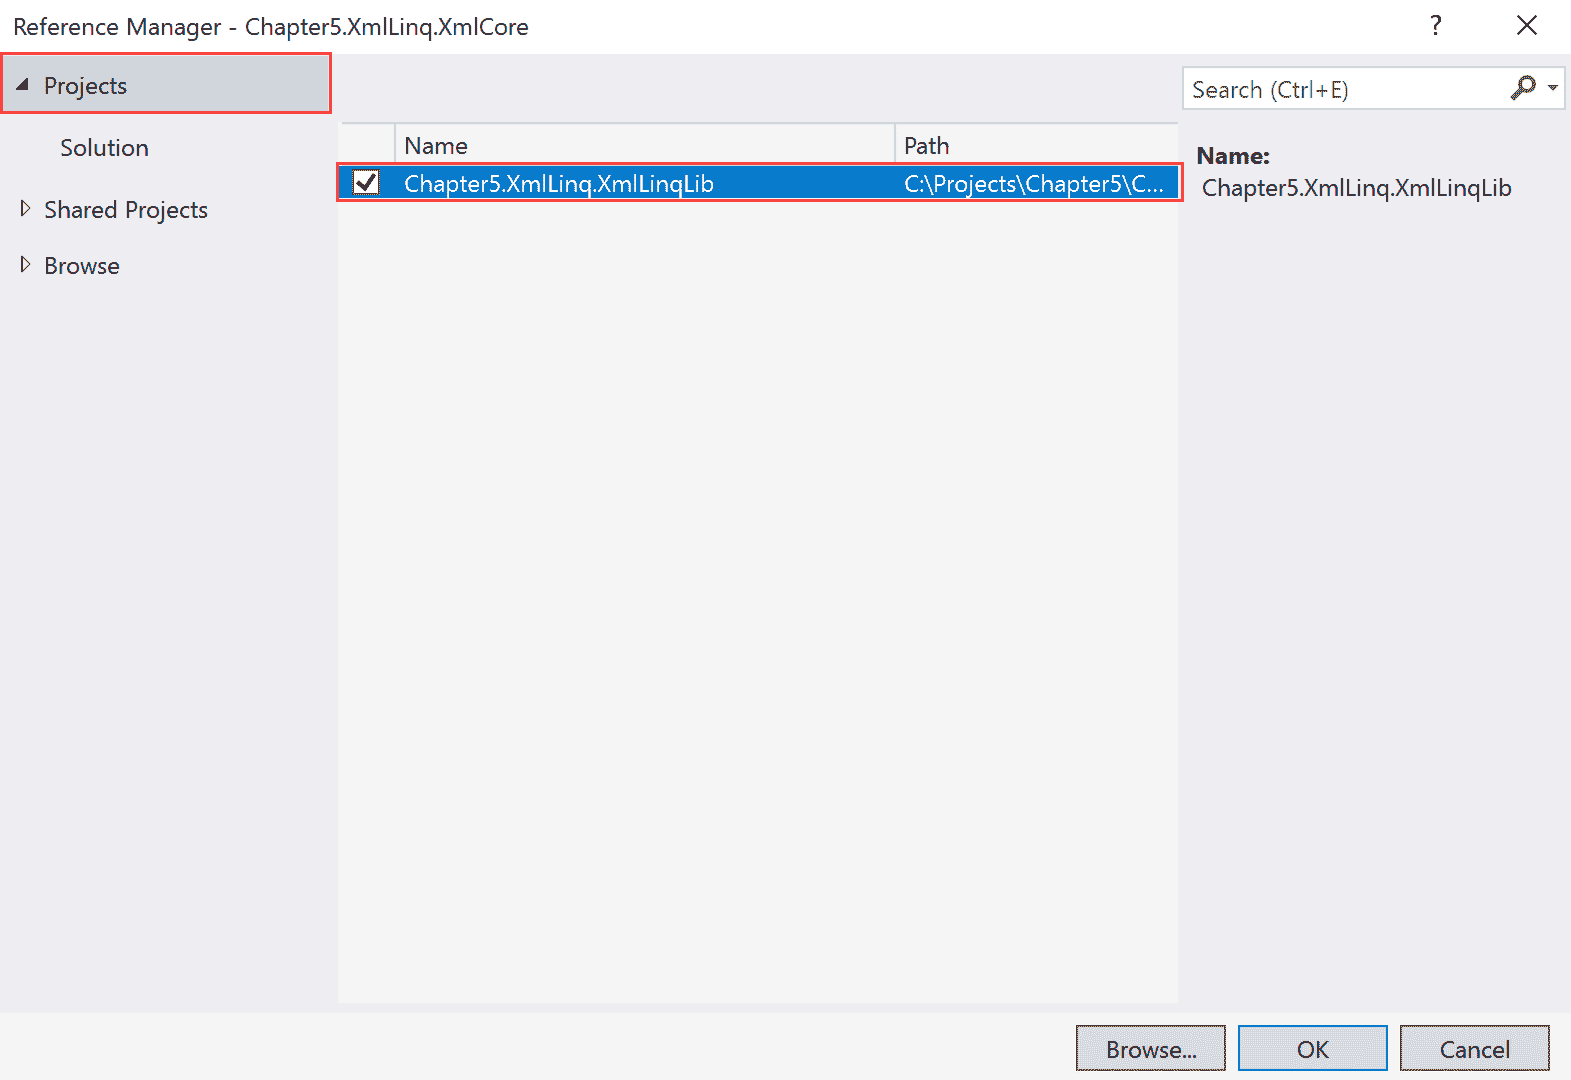 Reference Manager - Chapter5.XmlLinq.XmlCore
?
Projects
Search (Ctrl+E)
Solution
Name
Path
Name:
Chapter5.XmlLinq.XmlLinqLib
C:\Projects\Chapter5\C...
Chapter5.XmlLinq.XmlLinqLib
Shared Projects
Browse
Browse...
OK
Cancel